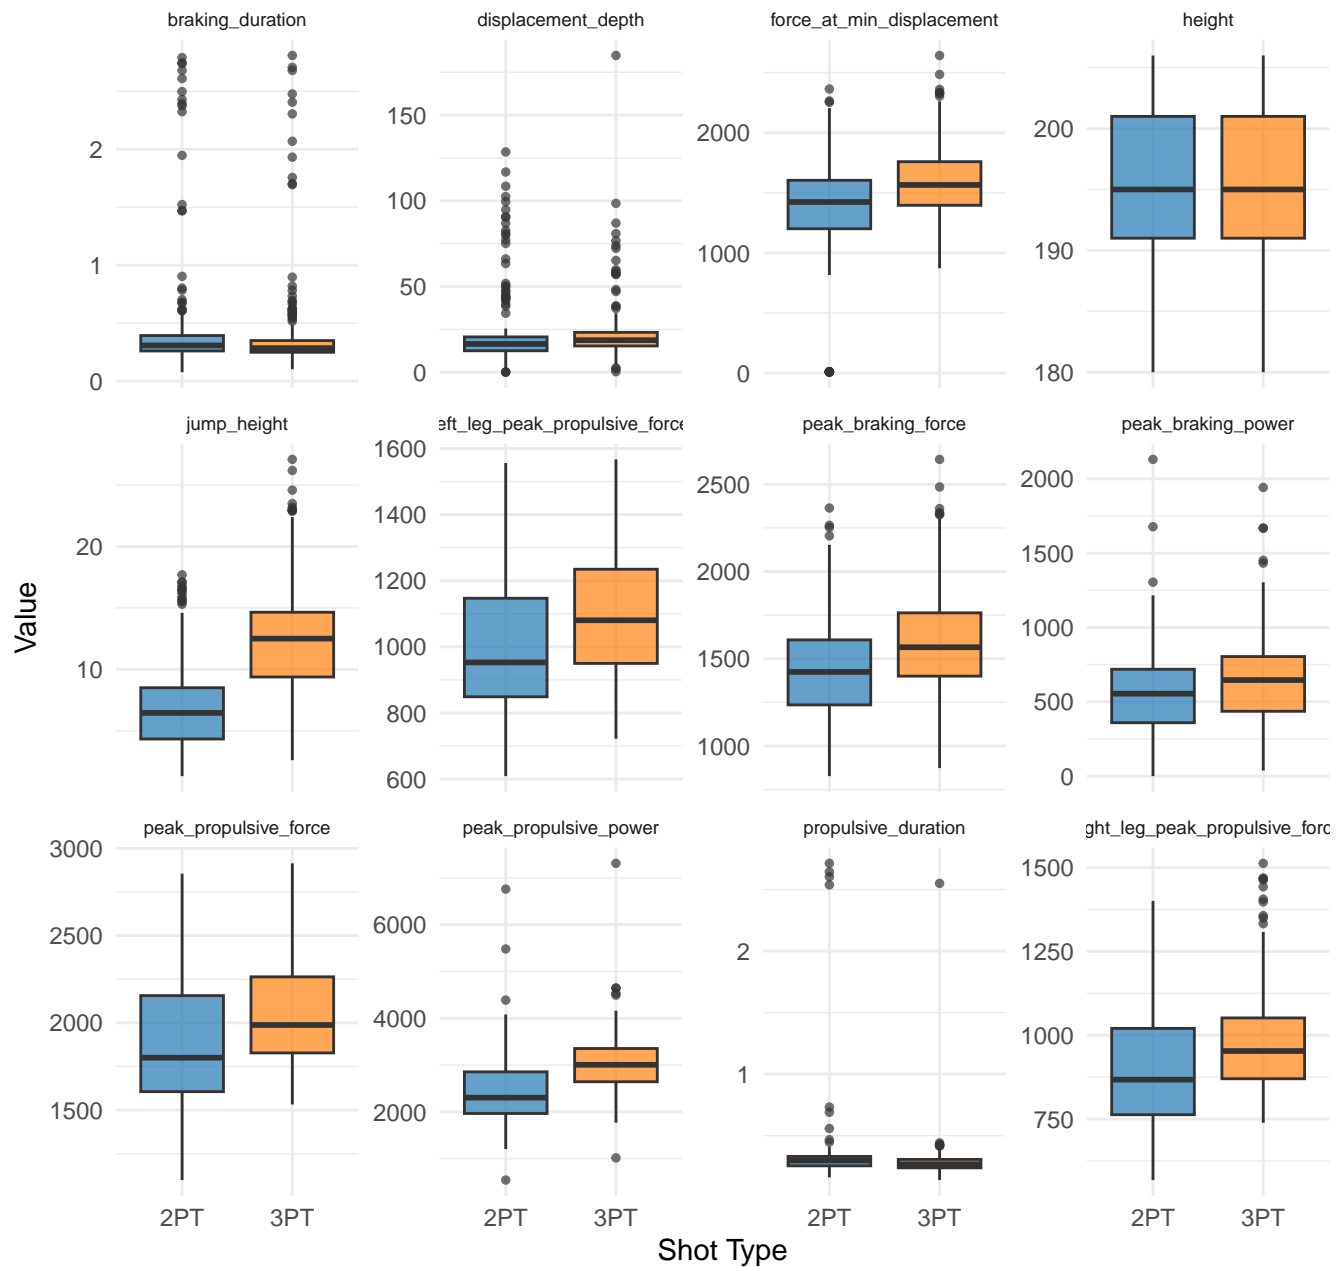 braking_duration
displacement_depth
force_at_min_displacement
height
2
1
0
150
100
50
0
2000
1000
0
200
190
180
jump_height
eft_leg_peak_propulsive_force
peak_braking_force
peak_braking_power
20
10
1600
1400
1200
1000
800
600
2500
2000
1500
1000
2000
1500
1000
500
0
Value
peak_propulsive_force
peak_propulsive_power
propulsive_duration
ght_leg_peak_propulsive_forc
3000
2500
2000
1500
6000
4000
2000
2
1
1500
1250
1000
750
2PT 3PT 2PT 3PT 2PT 3PT 2PT 3PT
Shot Type